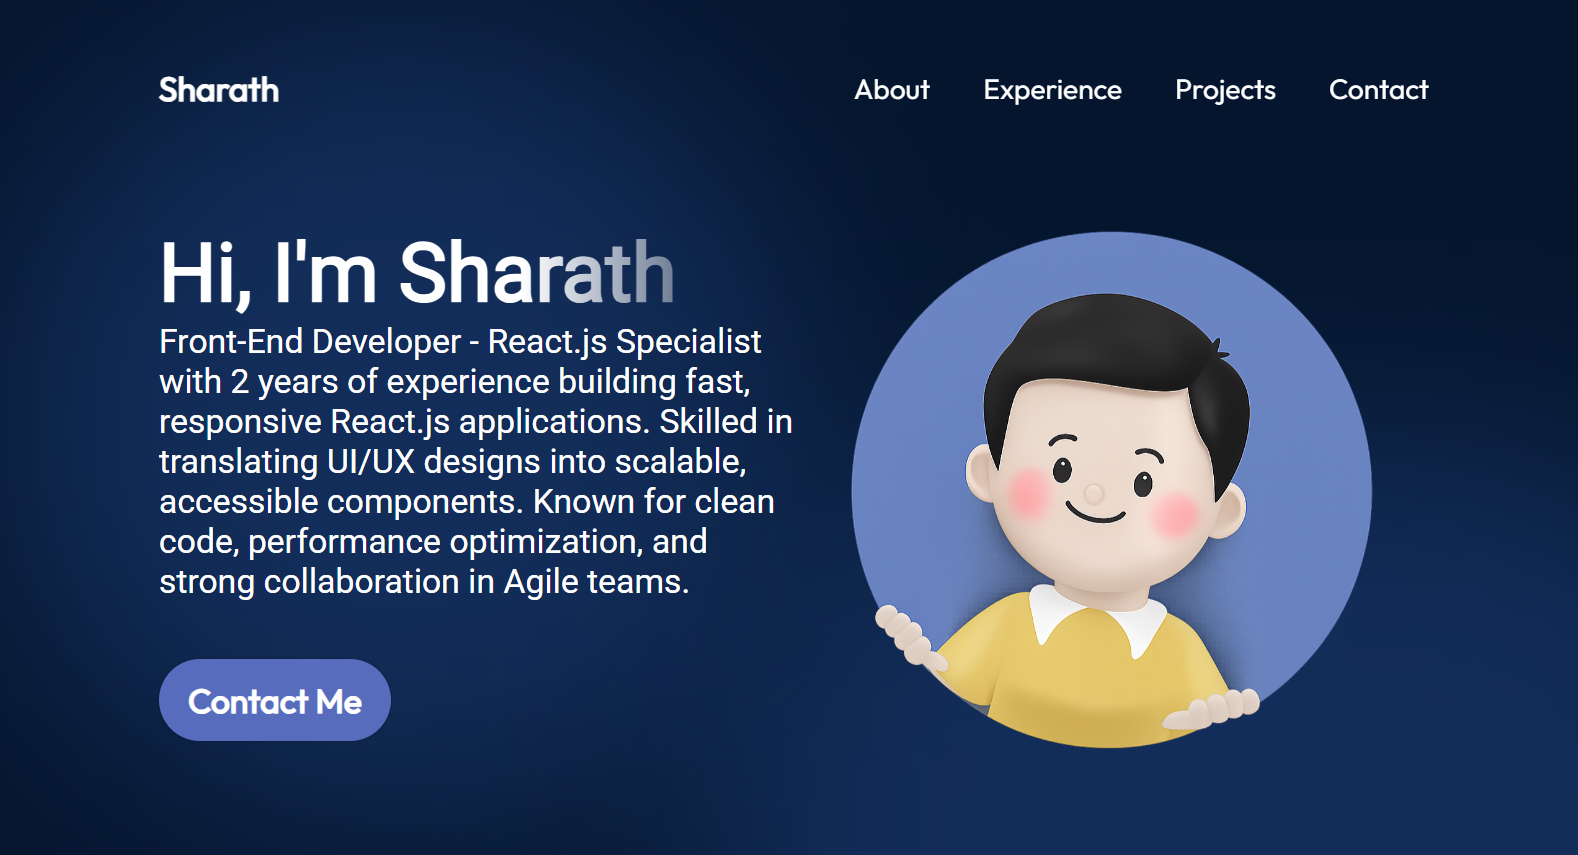 Sharath
About Experience Projects Contact
Hi, I'm Sharath
Front-End Developer - React.js Specialist
with 2 years of experience building fast,
responsive React.js applications. Skilled in
translating UI/UX designs into scalable,
accessible components. Known for clean
code, performance optimization, and
strong collaboration in Agile teams.
Contact Me